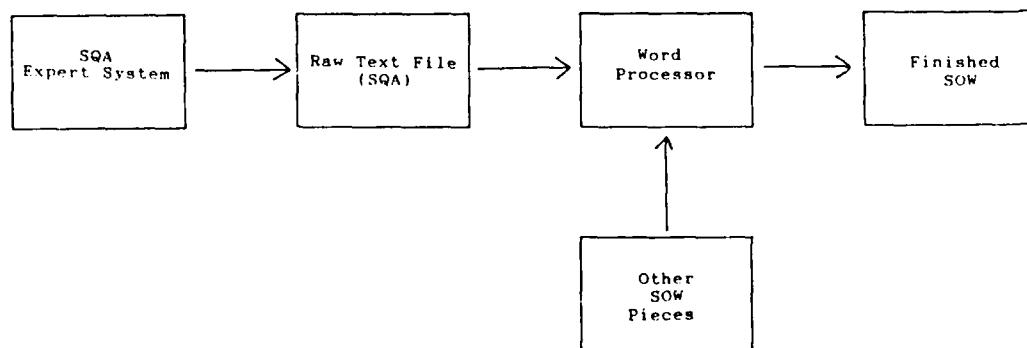 SQA
Expert System
Raw Text File
(SQA)
Word
Processor
Finished
SOW
Other
SOW
Pieces